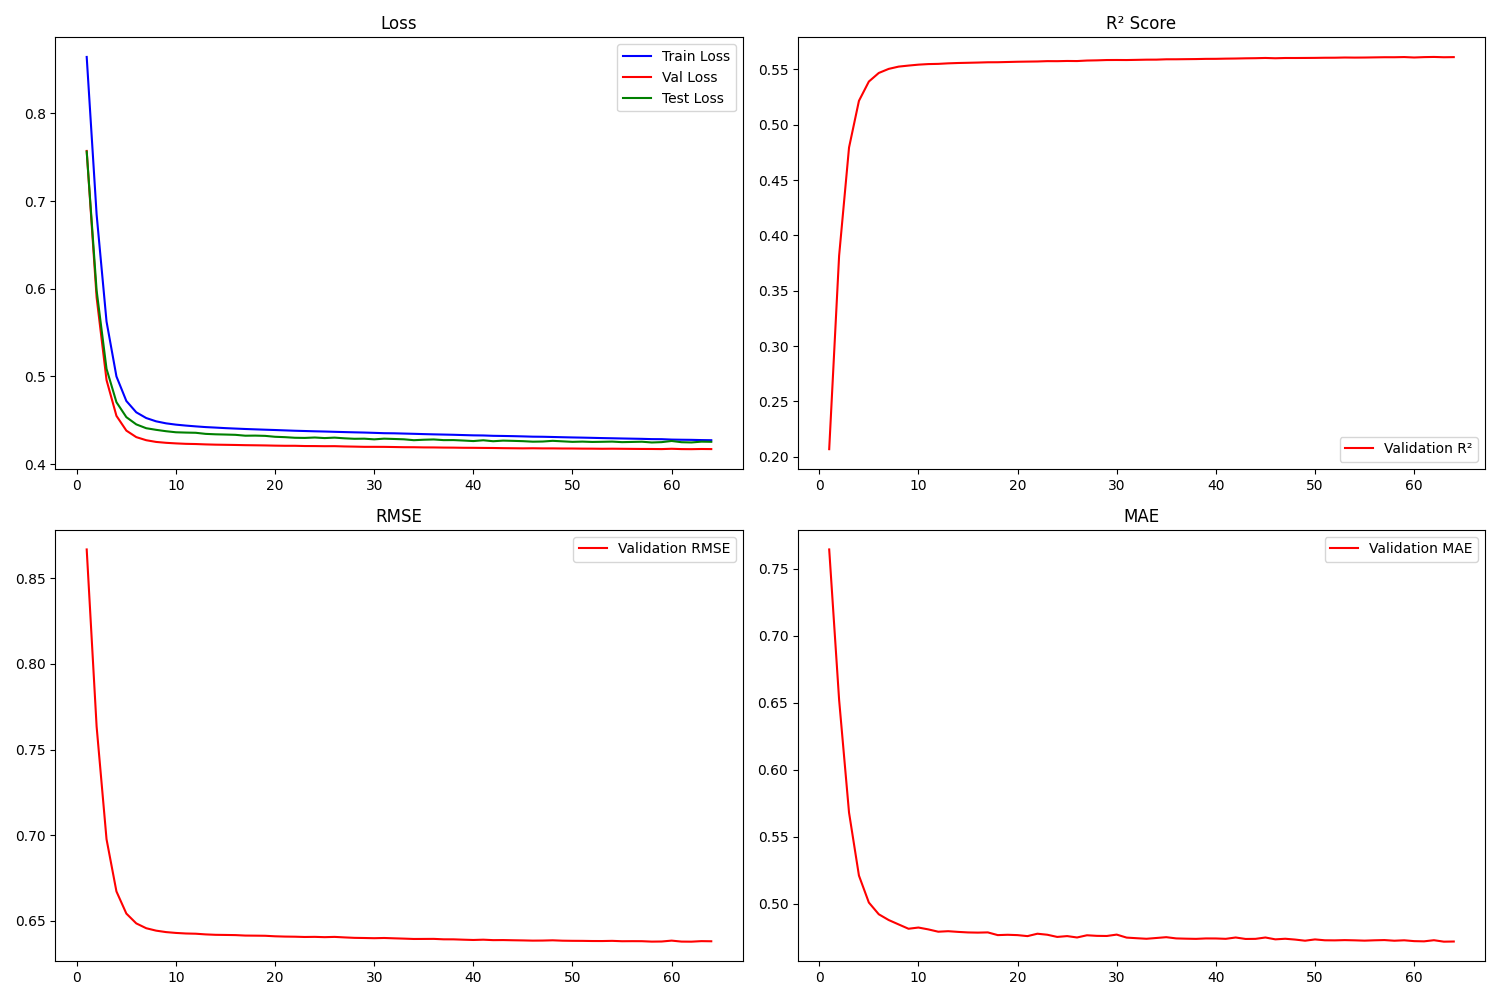 Loss
Train Loss
Val Loss
Test Loss
0.8
0.7
0.6
0.5
0.4
0 10 20 30 40 50 60
R² Score
0.55
0.50
0.45
0.40
0.35
0.30
0.25
0.20
Validation R²
0 10 20 30 40 50 60
RMSE
Validation RMSE
0.85
0.80
0.75
0.70
0.65
0 10 20 30 40 50 60
MAE
Validation MAE
0.75
0.70
0.65
0.60
0.55
0.50
0 10 20 30 40 50 60